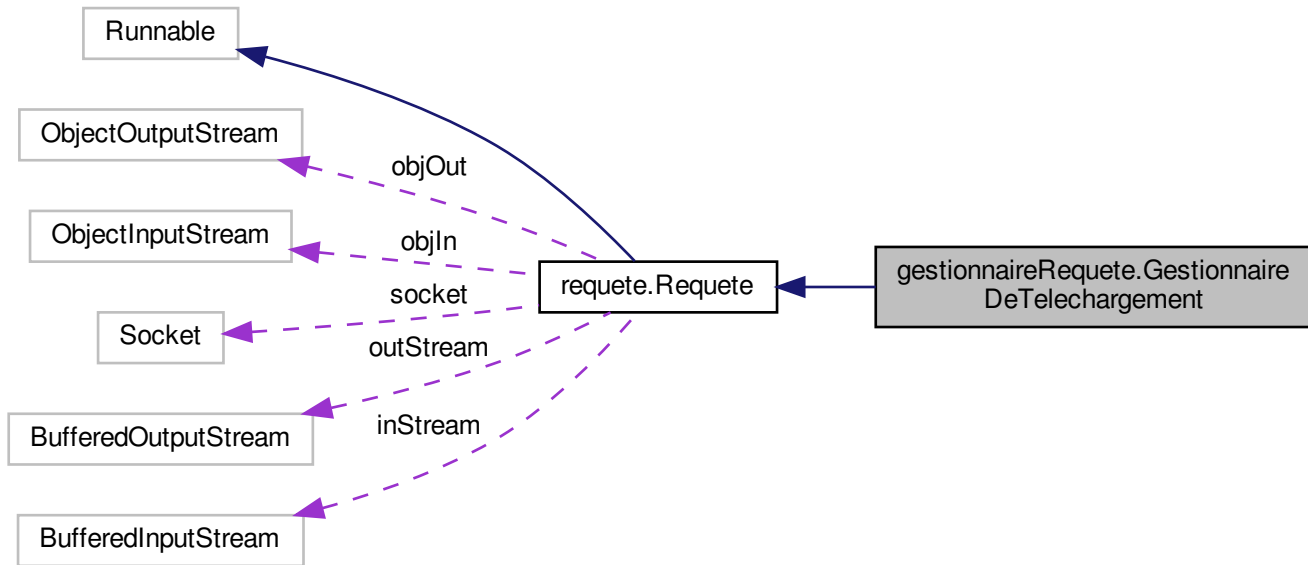 Runnable
ObjectOutputStream
objOut
ObjectInputStream
objIn
requete.Requete
gestionnaireRequete.Gestionnaire
DeTelechargement
socket
Socket
outStream
BufferedOutputStream
inStream
BufferedInputStream